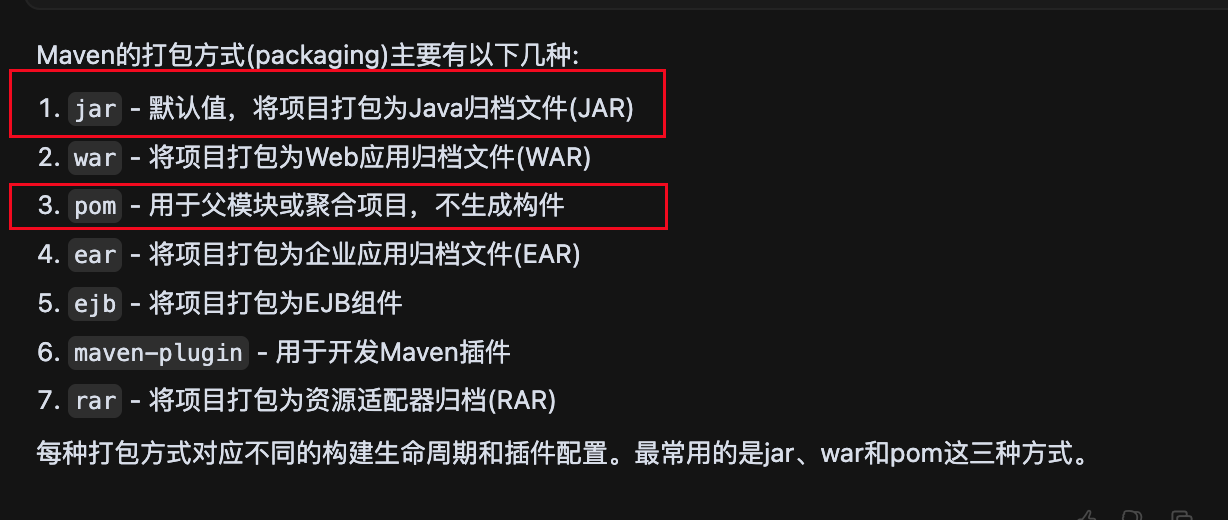 Maven的打包方式(packaging)主要有以下几种:
1. jar - 默认值，将项目打包为Java归档文件(JAR)
2. war - 将项目打包为Web应用归档文件(WAR)
3. pom - 用于父模块或聚合项目，不生成构件
4. ear - 将项目打包为企业应用归档文件(EAR)
5. ejb - 将项目打包为EJB组件
6. maven-plugin - 用于开发Maven插件
7. rar - 将项目打包为资源适配器归档(RAR)
每种打包方式对应不同的构建生命周期和插件配置。最常用的是jar、war和pom这三种方式。